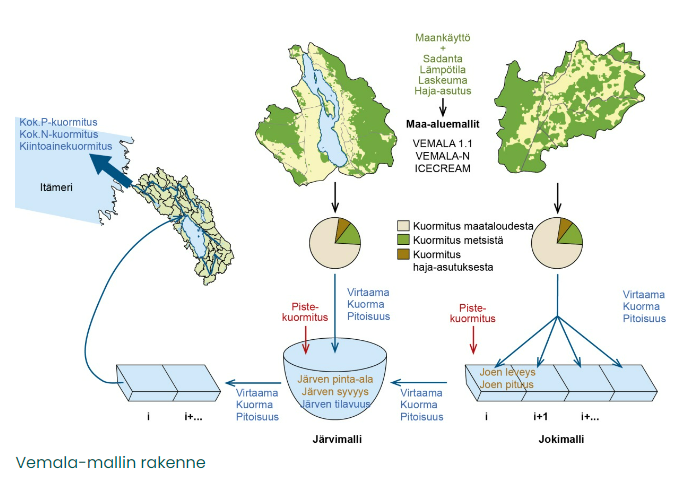 Maankäyttö
+
Sadanta
Lämpötila
Laskeuma
Haja-asutus
Maa-aluemallit
VEMALA 1.1
VEMALA-N
ICECREAM
Kok.P-kuormitus
Kok.N-kuormitus
Kiintoainekuormitus
Itämeri
Kuormitus maataloudesta
Kuormitus metsistä
Kuormitus
haja-asutuksesta
Piste-
kuormitus
Virtaama
Kuorma
Pitoisuus
Piste-
kuormitus
Virtaama
Kuorma
Pitoisuus
Järven pinta-ala
Järven syvyys
Järven tilavuus
Joen leveys
Joen pituus
Virtaama
Kuorma
Pitoisuus
Virtaama
Kuorma
Pitoisuus
i
i+...
i
i+1
i+...
Järvimalli
Jokimalli
Vemala-mallin rakenne